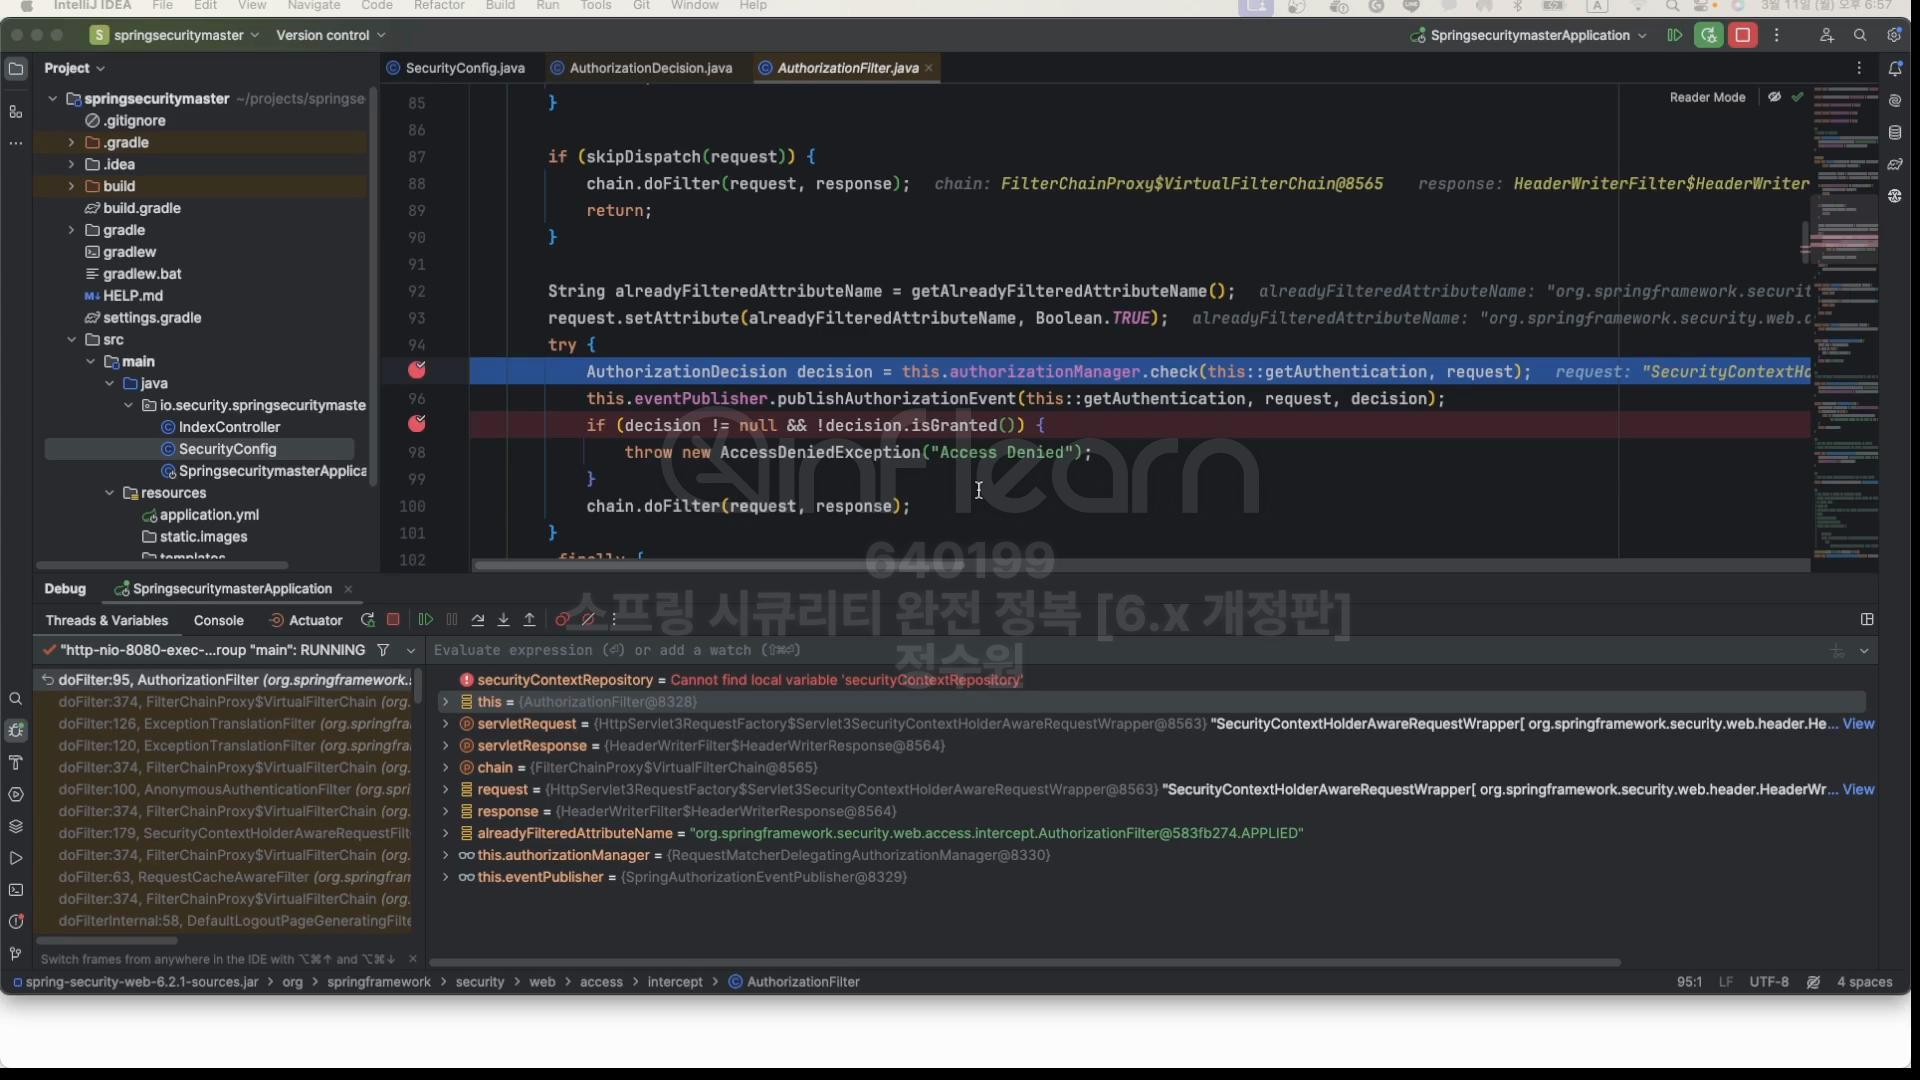 IntelliJ IDEA File Edit View Navigate Code Refactor Build Run Tools Git Window Help 3월 11일 (월) 오후 6:57
S springsecuritymaster Version control SpringsecuritymasterApplication
Project
SecurityConfig.java AuthorizationDecision.java AuthorizationFilter.java
Reader Mode
springsecuritymaster ~/projects/springse
.gitignore
.gradle
.idea
build
build.gradle
gradle
gradlew
gradlew.bat
HELP.md
settings.gradle
src
main
java
io.security.springsecuritymaste
IndexController
SecurityConfig
SpringsecuritymasterApplica
resources
application.yml
static.images
templates
85 }
86
87 if (skipDispatch(request)) {
88 chain.doFilter(request, response); chain: FilterChainProxy$VirtualFilterChain@8565 response: HeaderWriterFilter$HeaderWriter
89 return;
90 }
91
92 String alreadyFilteredAttributeName = getAlreadyFilteredAttributeName(); alreadyFilteredAttributeName: "org.springframework.securit
93 request.setAttribute(alreadyFilteredAttributeName, Boolean.TRUE); alreadyFilteredAttributeName: "org.springframework.security.web.a
94 try {
AuthorizationDecision decision = this.authorizationManager.check(this::getAuthentication, request); request: "SecurityContextHo
96 this.eventPublisher.publishAuthorizationEvent(this::getAuthentication, request, decision);
if (decision != null && !decision.isGranted()) {
98 throw new AccessDeniedException("Access Denied");
99 }
100 chain.doFilter(request, response);
101 }
102 finally {
inflearn
640199
스프링 시큐리티 완전 정복 [6.x 개정판]
정수원
Debug SpringsecuritymasterApplication
Threads & Variables Console Actuator
"http-nio-8080-exec-...roup "main": RUNNING
Evaluate expression (⏎) or add a watch (⇧⌘⏎)
doFilter:95, AuthorizationFilter (org.springframework.s
doFilter:374, FilterChainProxy$VirtualFilterChain (org.
doFilter:126, ExceptionTranslationFilter (org.springfra
doFilter:120, ExceptionTranslationFilter (org.springfra
doFilter:374, FilterChainProxy$VirtualFilterChain (org.
doFilter:100, AnonymousAuthenticationFilter (org.spri
doFilter:374, FilterChainProxy$VirtualFilterChain (org.
doFilter:179, SecurityContextHolderAwareRequestFilt
doFilter:374, FilterChainProxy$VirtualFilterChain (org.
doFilter:63, RequestCacheAwareFilter (org.springfram
doFilter:374, FilterChainProxy$VirtualFilterChain (org.
doFilterInternal:58, DefaultLogoutPageGeneratingFilte
securityContextRepository = Cannot find local variable 'securityContextRepository'
this = {AuthorizationFilter@8328}
servletRequest = {HttpServlet3RequestFactory$Servlet3SecurityContextHolderAwareRequestWrapper@8563} "SecurityContextHolderAwareRequestWrapper[ org.springframework.security.web.header.He... View
servletResponse = {HeaderWriterFilter$HeaderWriterResponse@8564}
chain = {FilterChainProxy$VirtualFilterChain@8565}
request = {HttpServlet3RequestFactory$Servlet3SecurityContextHolderAwareRequestWrapper@8563} "SecurityContextHolderAwareRequestWrapper[ org.springframework.security.web.header.HeaderWr... View
response = {HeaderWriterFilter$HeaderWriterResponse@8564}
alreadyFilteredAttributeName = "org.springframework.security.web.access.intercept.AuthorizationFilter@583fb274.APPLIED"
this.authorizationManager = {RequestMatcherDelegatingAuthorizationManager@8330}
this.eventPublisher = {SpringAuthorizationEventPublisher@8329}
Switch frames from anywhere in the IDE with ⌥⌘↑ and ⌥⌘↓
spring-security-web-6.2.1-sources.jar > org > springframework > security > web > access > intercept > AuthorizationFilter 95:1 LF UTF-8 4 spaces